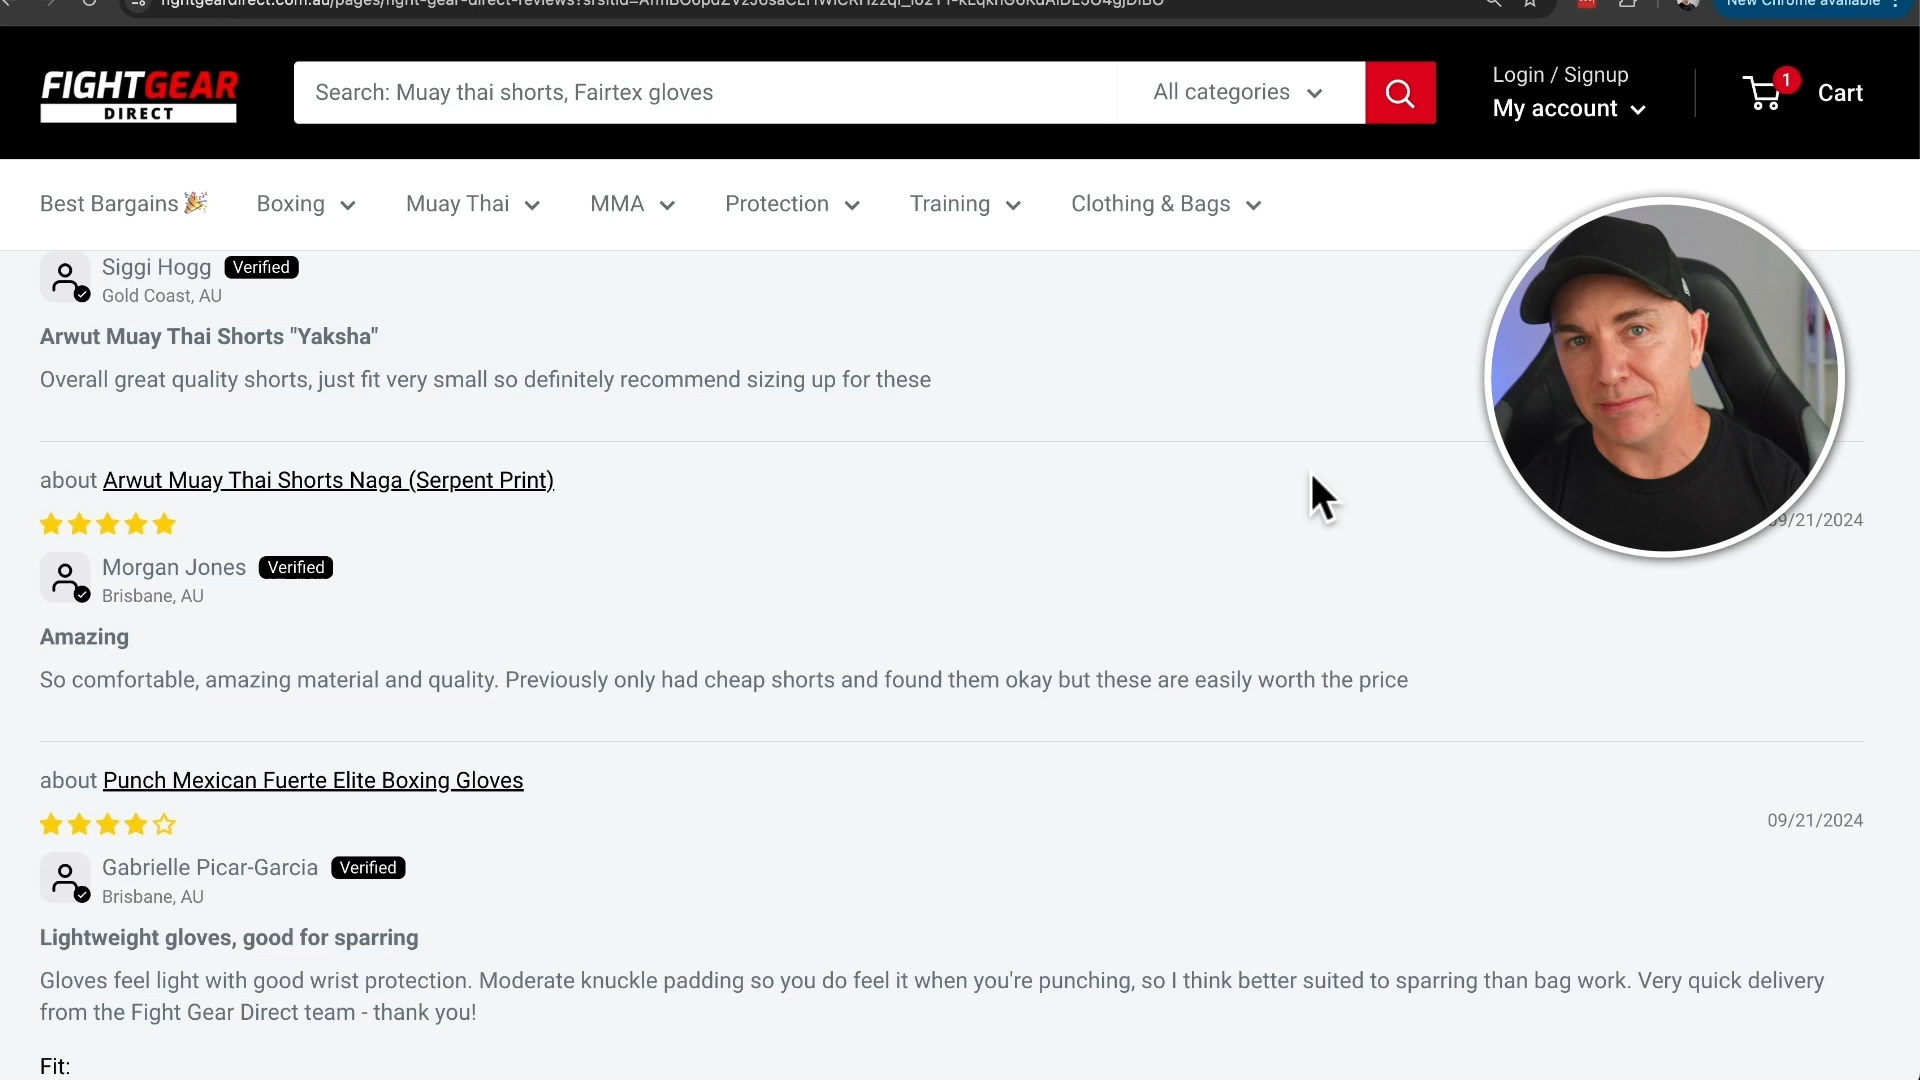 New Chrome available
FIGHTGEAR
DIRECT
Search: Muay thai shorts, Fairtex gloves
All categories
Login / Signup
My account
1
Cart
Best Bargains🎉
Boxing
Muay Thai
MMA
Protection
Training
Clothing & Bags
Siggi Hogg
Verified
Gold Coast, AU
Arwut Muay Thai Shorts "Yaksha"
Overall great quality shorts, just fit very small so definitely recommend sizing up for these
about Arwut Muay Thai Shorts Naga (Serpent Print)
09/21/2024
Morgan Jones
Verified
Brisbane, AU
Amazing
So comfortable, amazing material and quality. Previously only had cheap shorts and found them okay but these are easily worth the price
about Punch Mexican Fuerte Elite Boxing Gloves
09/21/2024
Gabrielle Picar-Garcia
Verified
Brisbane, AU
Lightweight gloves, good for sparring
Gloves feel light with good wrist protection. Moderate knuckle padding so you do feel it when you're punching, so I think better suited to sparring than bag work. Very quick delivery
from the Fight Gear Direct team - thank you!
Fit: